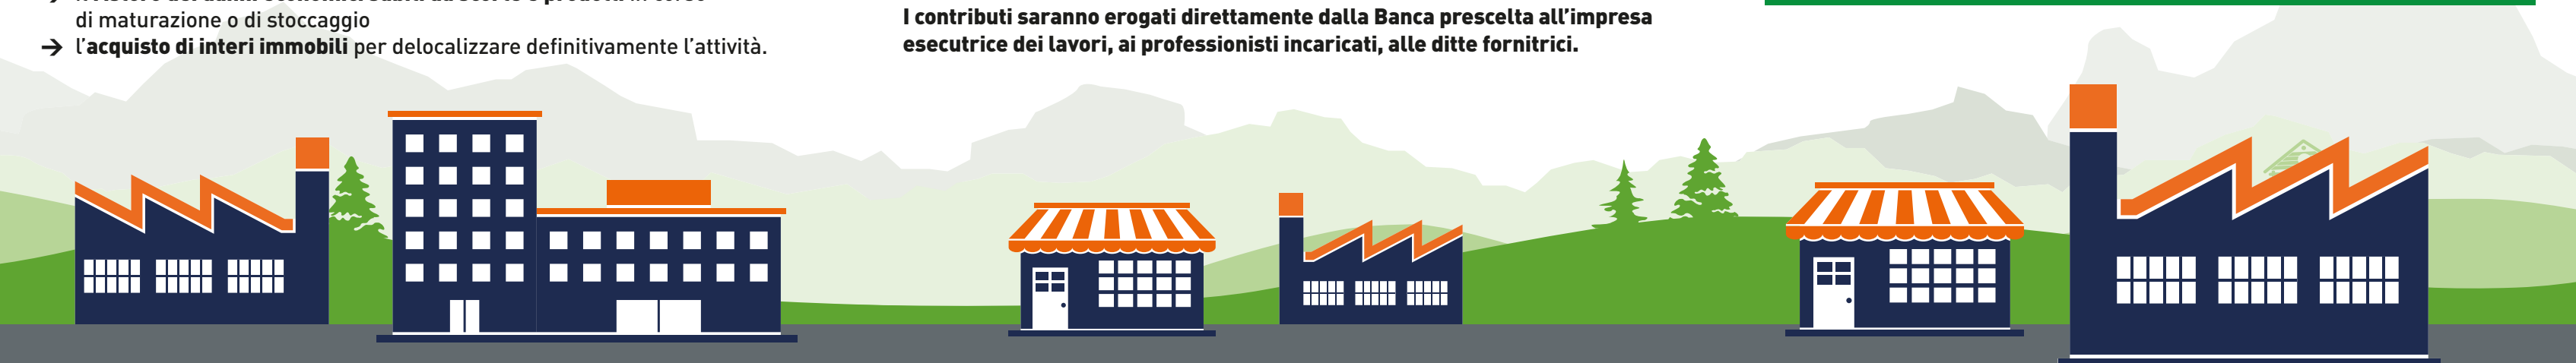 di maturazione o di stoccaggio
→ l’acquisto di interi immobili per delocalizzare definitivamente l’attività.
I contributi saranno erogati direttamente dalla Banca prescelta all’impresa
esecutrice dei lavori, ai professionisti incaricati, alle ditte fornitrici.